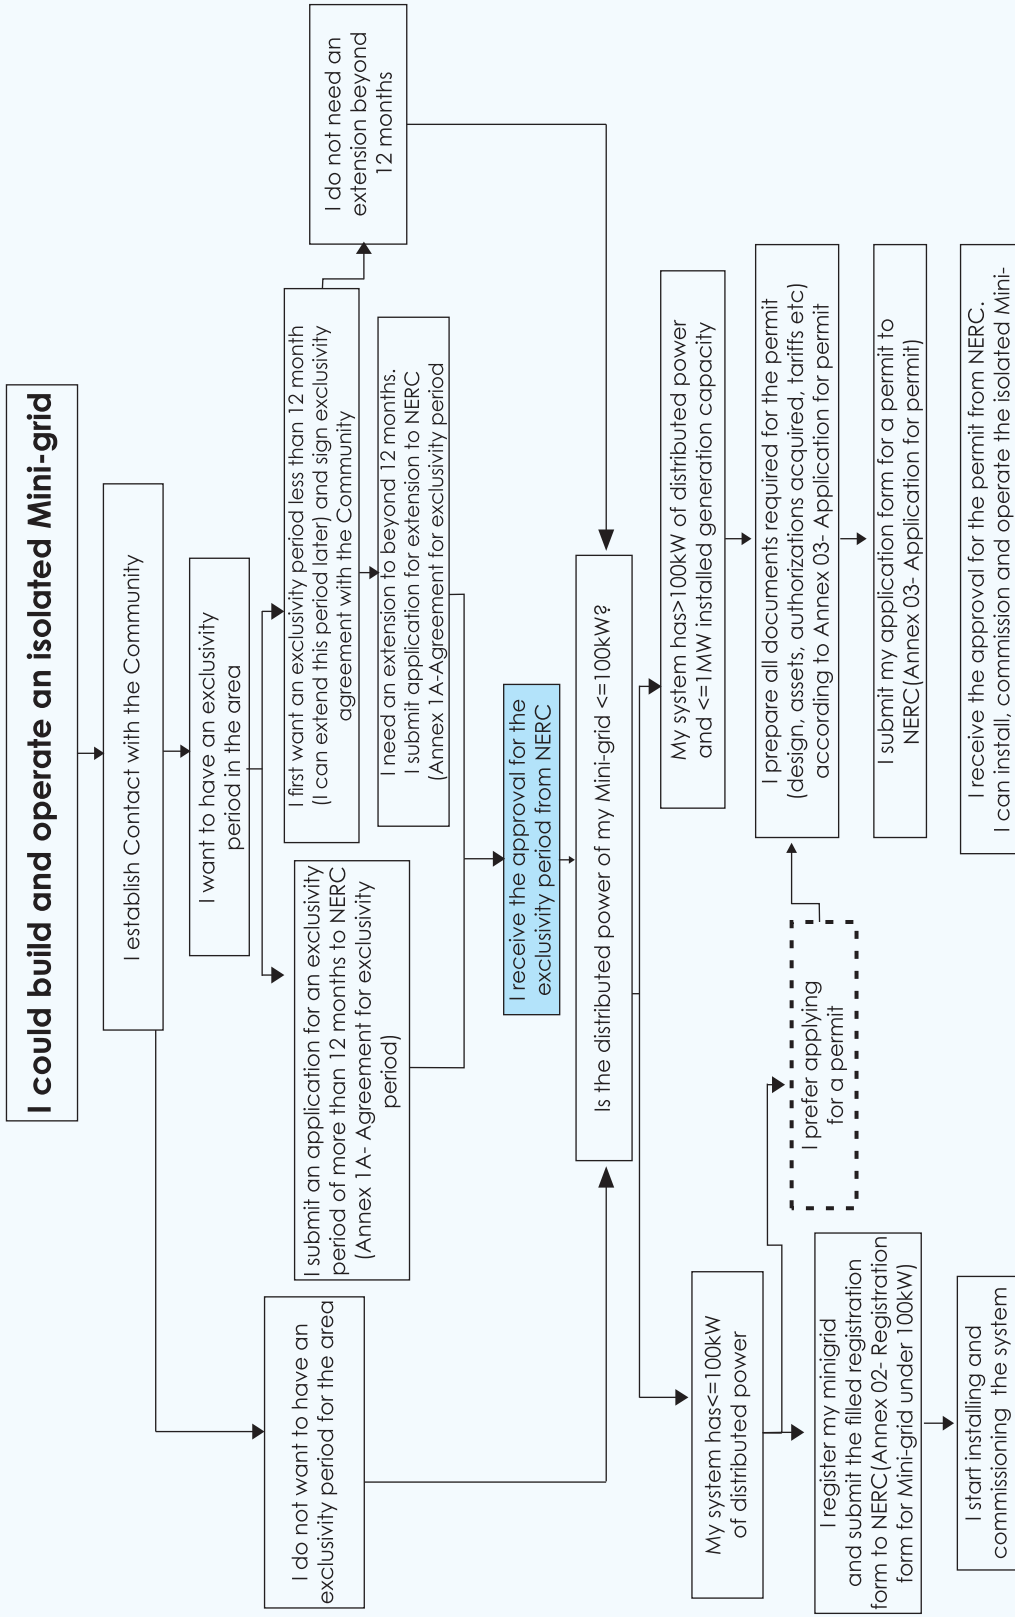 I could build and operate an isolated Mini-grid
I establish Contact with the Community
I want to have an exclusivity
period in the area
I do not want to have an
exclusivity period for the area
I submit an application for an exclusivity
period of more than 12 months to NERC
(Annex 1A- Agreement for exclusivity
period)
I first want an exclusivity period less than 12 month
(I can extend this period later) and sign exclusivity
agreement with the Community
I do not need an
extension beyond
12 months
I need an extension to beyond 12 months.
I submit application for extension to NERC
(Annex 1A-Agreement for exclusivity period
I receive the approval for the
exclusivity period from NERC
Is the distributed power of my Mini-grid <=100kW?
My system has<=100kW
of distributed power
My system has>100kW of distributed power
and <=1MW installed generation capacity
I prefer applying
for a permit
I prepare all documents required for the permit
(design, assets, authorizations acquired, tariffs etc)
according to Annex 03- Application for permit
I register my minigrid
and submit the filled registration
form to NERC(Annex 02- Registration
form for Mini-grid under 100kW)
I submit my application form for a permit to
NERC(Annex 03- Application for permit)
I start installing and
commissioning the system
I receive the approval for the permit from NERC.
I can install, commission and operate the isolated Mini-